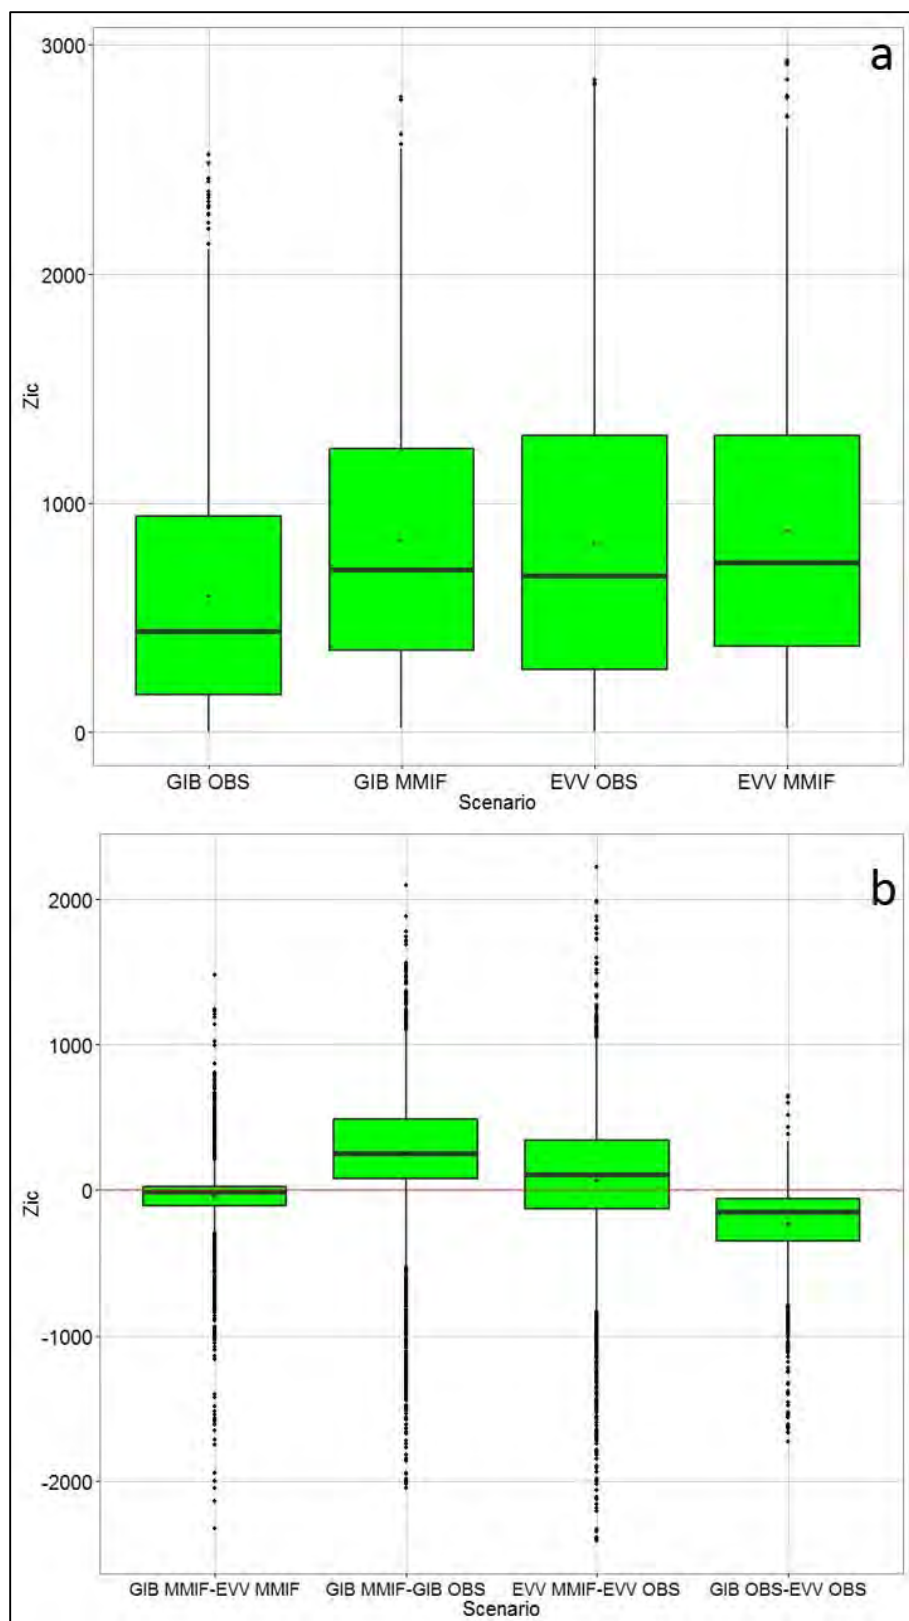 a
3000
2000
Zic
1000
0
GIB OBS GIB MMIF EVV OBS EVV MMIF
Scenario
b
2000
1000
0
Zic
-1000
-2000
GIB MMIF-EVV MMIF GIB MMIF-GIB OBS EVV MMIF-EVV OBS GIB OBS-EVV OBS
Scenario